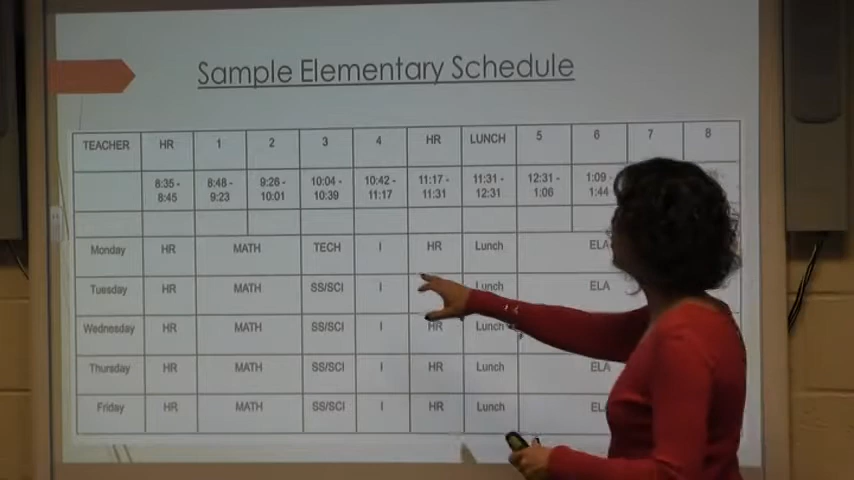 Sample Elementary Schedule
TEACHER HR 1 2 3 4 HR LUNCH 5 6 7 8
8:35 - 8:48 - 9:26 - 10:04 - 10:42 - 11:17 - 11:31 - 12:31 - 1:09 -
8:45 9:23 10:01 10:39 11:17 11:31 12:31 1:06 1:44
Monday HR MATH TECH I HR Lunch ELA
Tuesday HR MATH SS/SCI I Lunch ELA
Wednesday HR MATH SS/SCI I HR Lunch
Thursday HR MATH SS/SCI I HR Lunch ELA
Friday HR MATH SS/SCI I HR Lunch